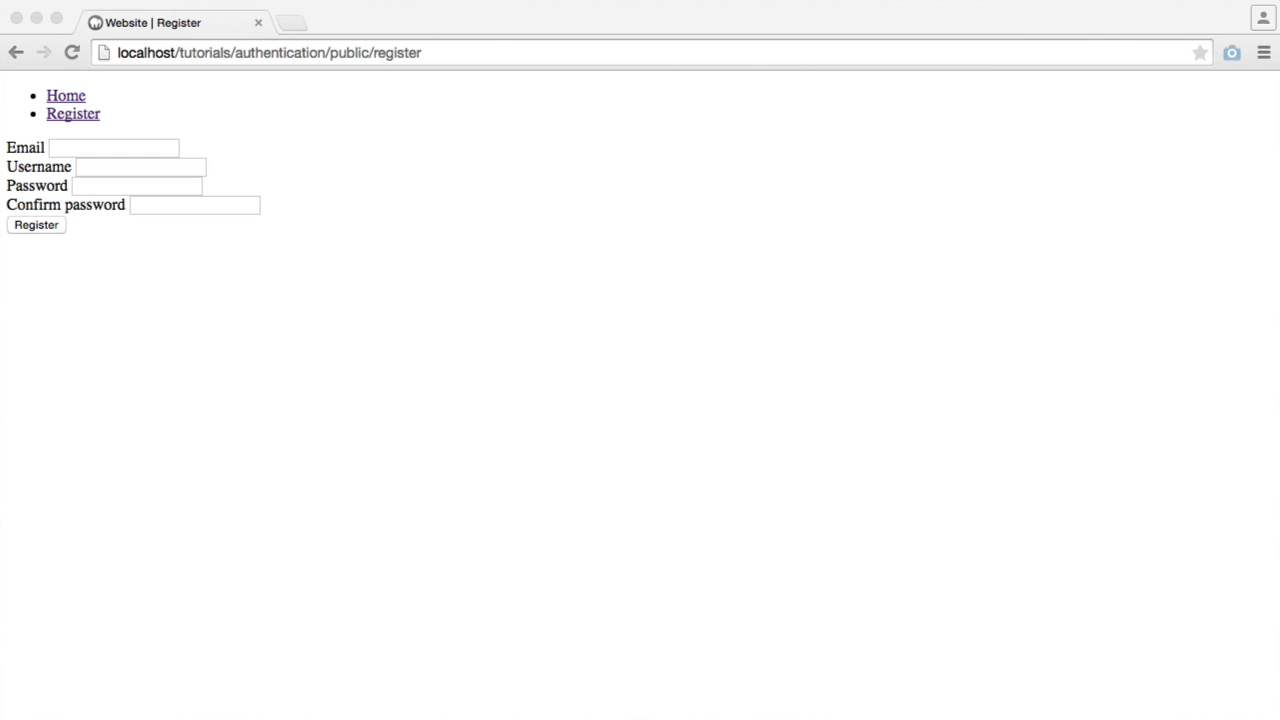 Website | Register
localhost/tutorials/authentication/public/register
Home
Register
Email
Username
Password
Confirm password
Register